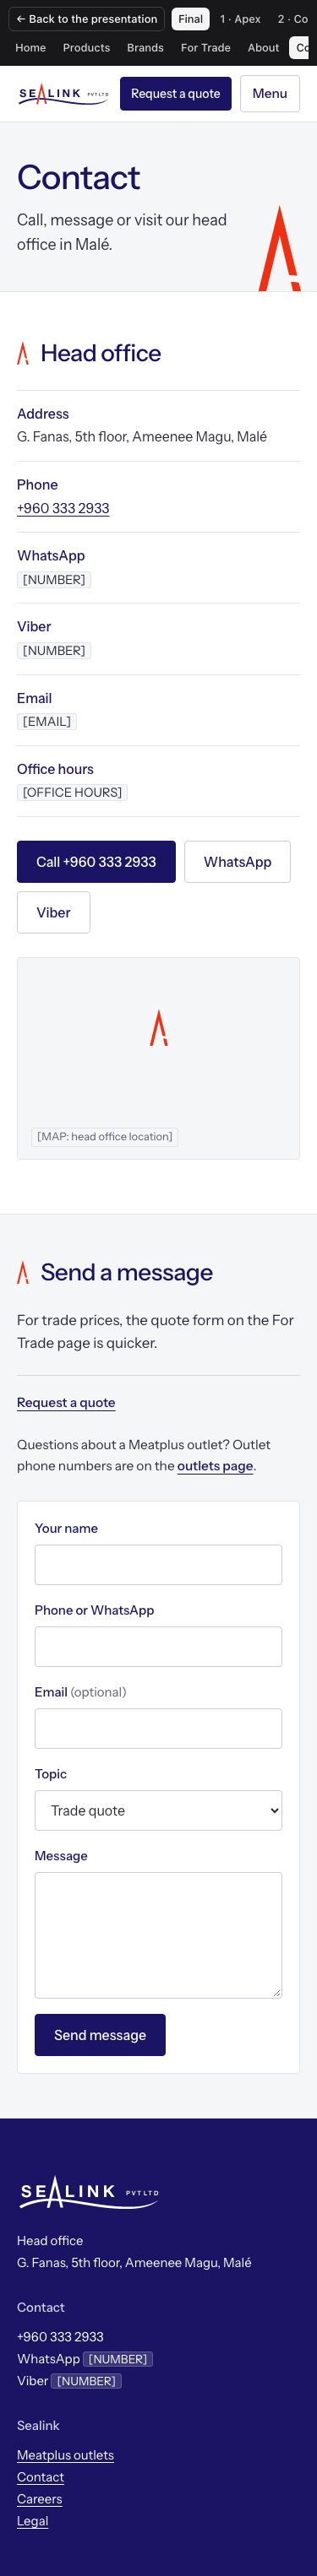 ← Back to the presentation Final 1 · Apex 2 · Co
Home Products Brands For Trade About Co
SEALINK PVT LTD Request a quote Menu
Contact
Call, message or visit our head
office in Malé.
Head office
Address
G. Fanas, 5th floor, Ameenee Magu, Malé
Phone
+960 333 2933
WhatsApp
[NUMBER]
Viber
[NUMBER]
Email
[EMAIL]
Office hours
[OFFICE HOURS]
Call +960 333 2933 WhatsApp
Viber
[MAP: head office location]
Send a message
For trade prices, the quote form on the For
Trade page is quicker.
Request a quote
Questions about a Meatplus outlet? Outlet
phone numbers are on the outlets page.
Your name
Phone or WhatsApp
Email (optional)
Topic
Trade quote
Message
Send message
SEALINK PVT LTD
Head office
G. Fanas, 5th floor, Ameenee Magu, Malé
Contact
+960 333 2933
WhatsApp [NUMBER]
Viber [NUMBER]
Sealink
Meatplus outlets
Contact
Careers
Legal